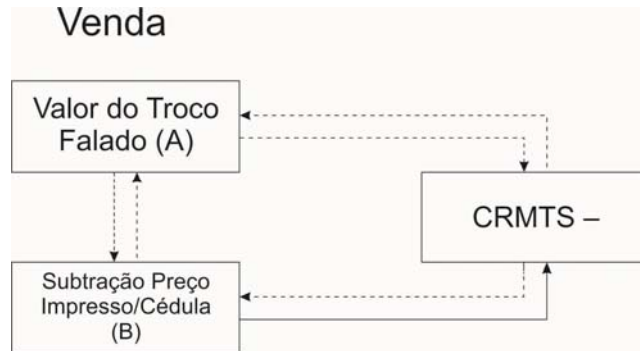 Venda
Valor do Troco
Falado (A)
CRMTS –
Subtração Preço
Impresso/Cédula
(B)